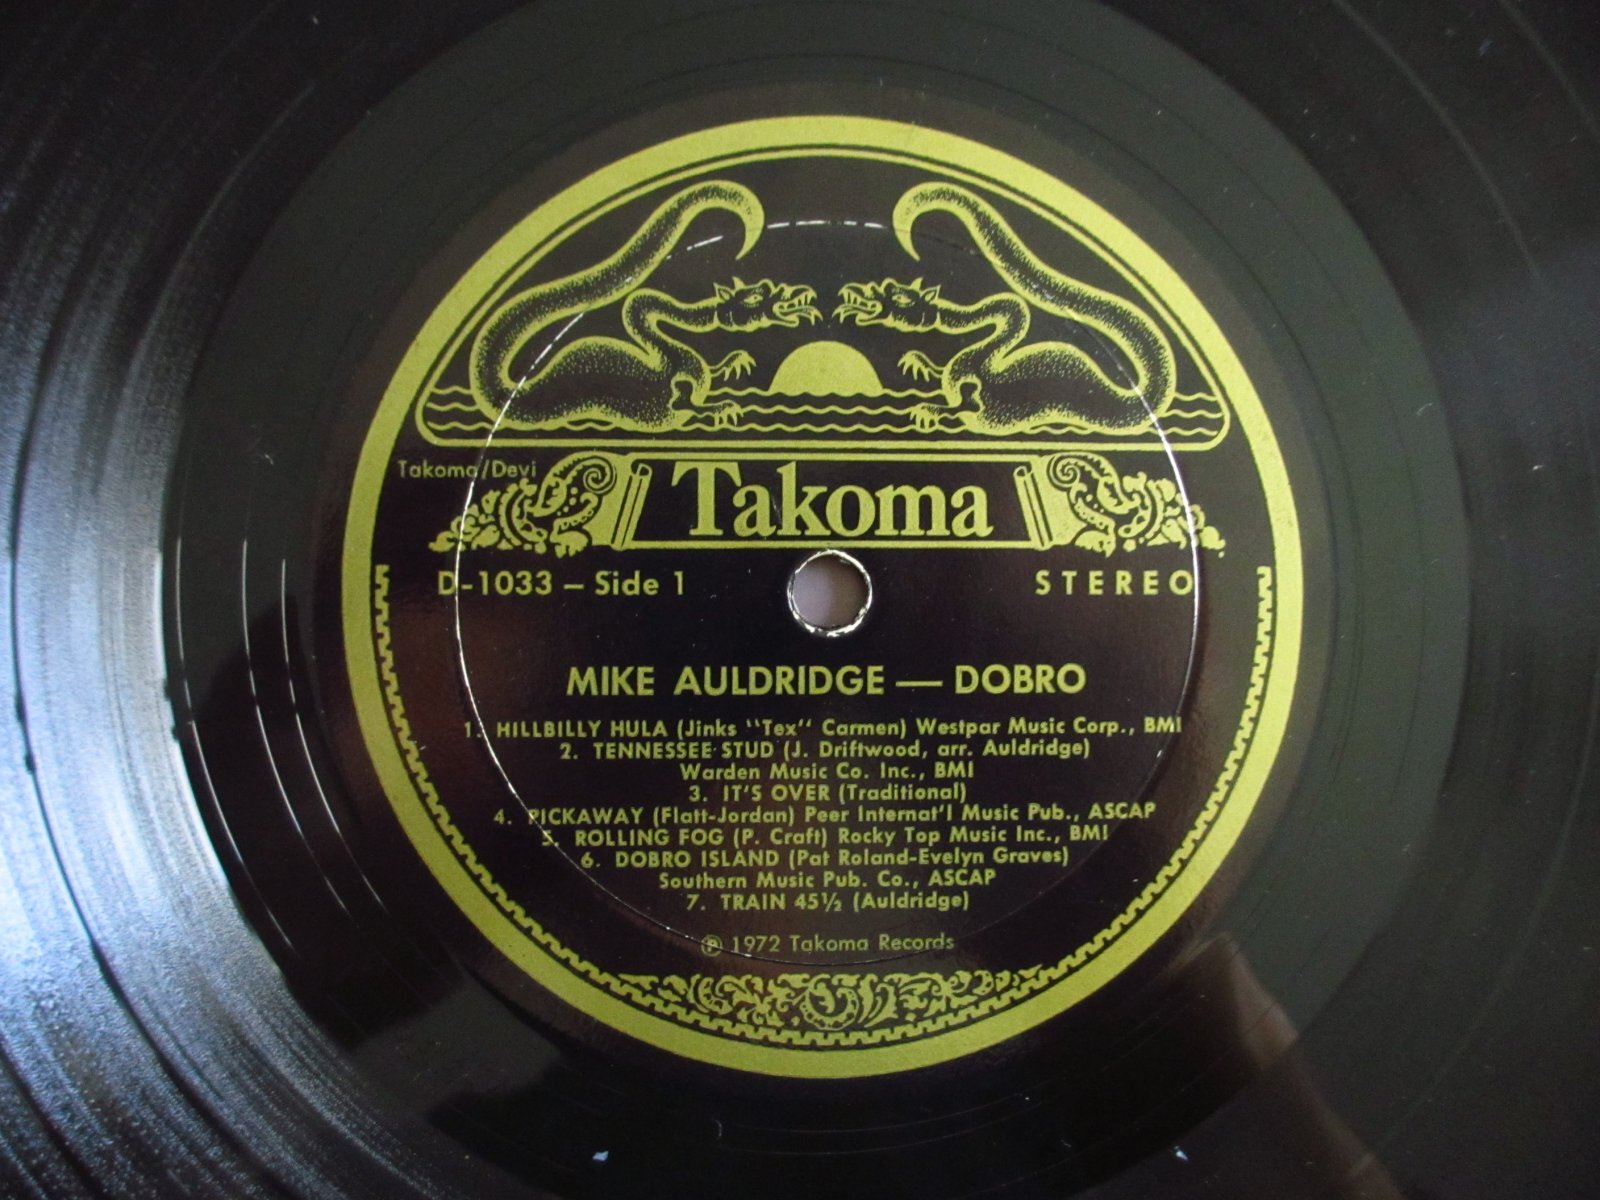 Takoma/Devi
Takoma
D-1033 – Side 1
STEREO
MIKE AULDRIDGE — DOBRO
1. HILLBILLY HULA (Jinks "Tex" Carmen) Westpar Music Corp., BMI
2. TENNESSEE STUD (J. Driftwood, arr. Auldridge)
Warden Music Co. Inc., BMI
3. IT'S OVER (Traditional)
4. PICKAWAY (Flatt-Jordan) Peer Internat'l Music Pub., ASCAP
5. ROLLING FOG (P. Craft) Rocky Top Music Inc., BMI
6. DOBRO ISLAND (Pat Roland-Evelyn Graves)
Southern Music Pub. Co., ASCAP
7. TRAIN 45½ (Auldridge)
℗ 1972 Takoma Records